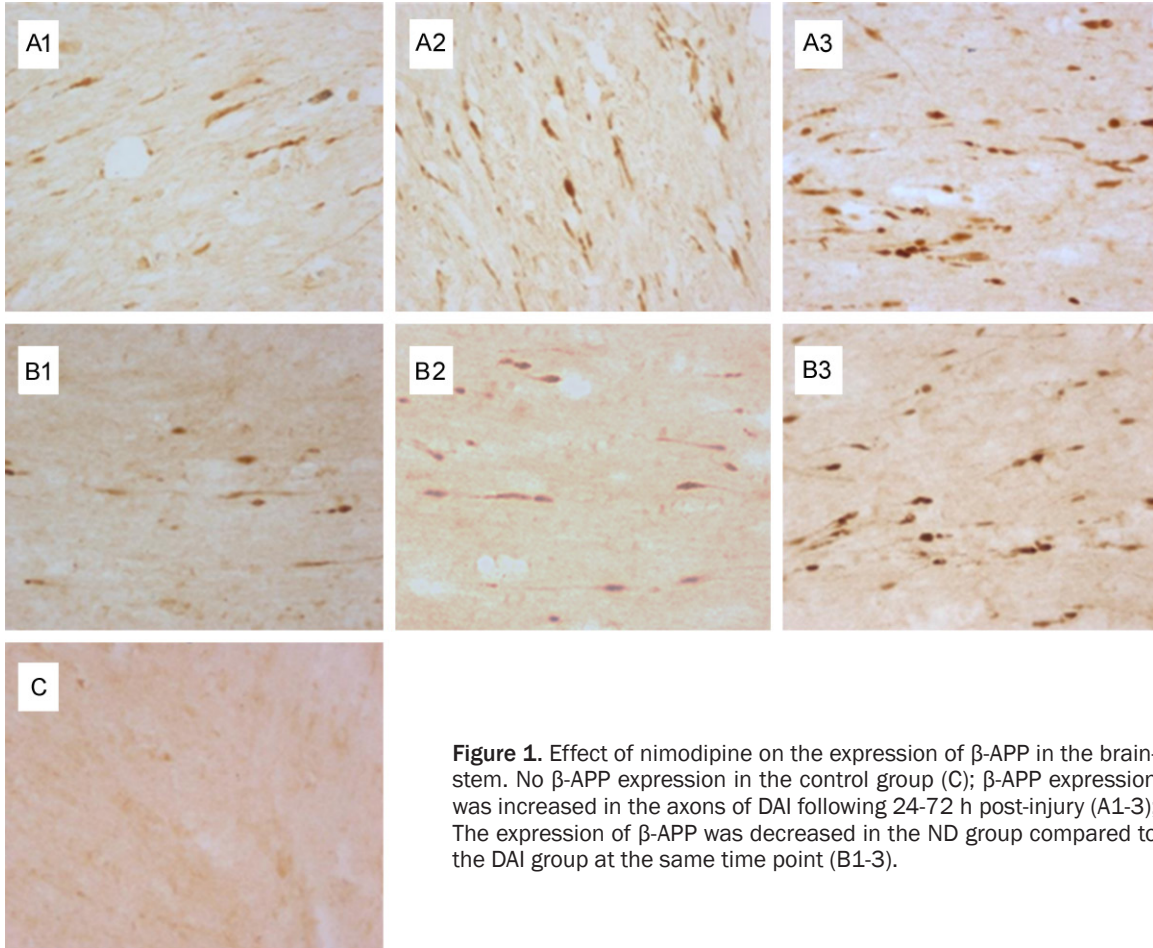 A1
A2
A3
B1
B2
B3
C
Figure 1. Effect of nimodipine on the expression of β-APP in the brain-
stem. No β-APP expression in the control group (C); β-APP expression
was increased in the axons of DAI following 24-72 h post-injury (A1-3);
The expression of β-APP was decreased in the ND group compared to
the DAI group at the same time point (B1-3).